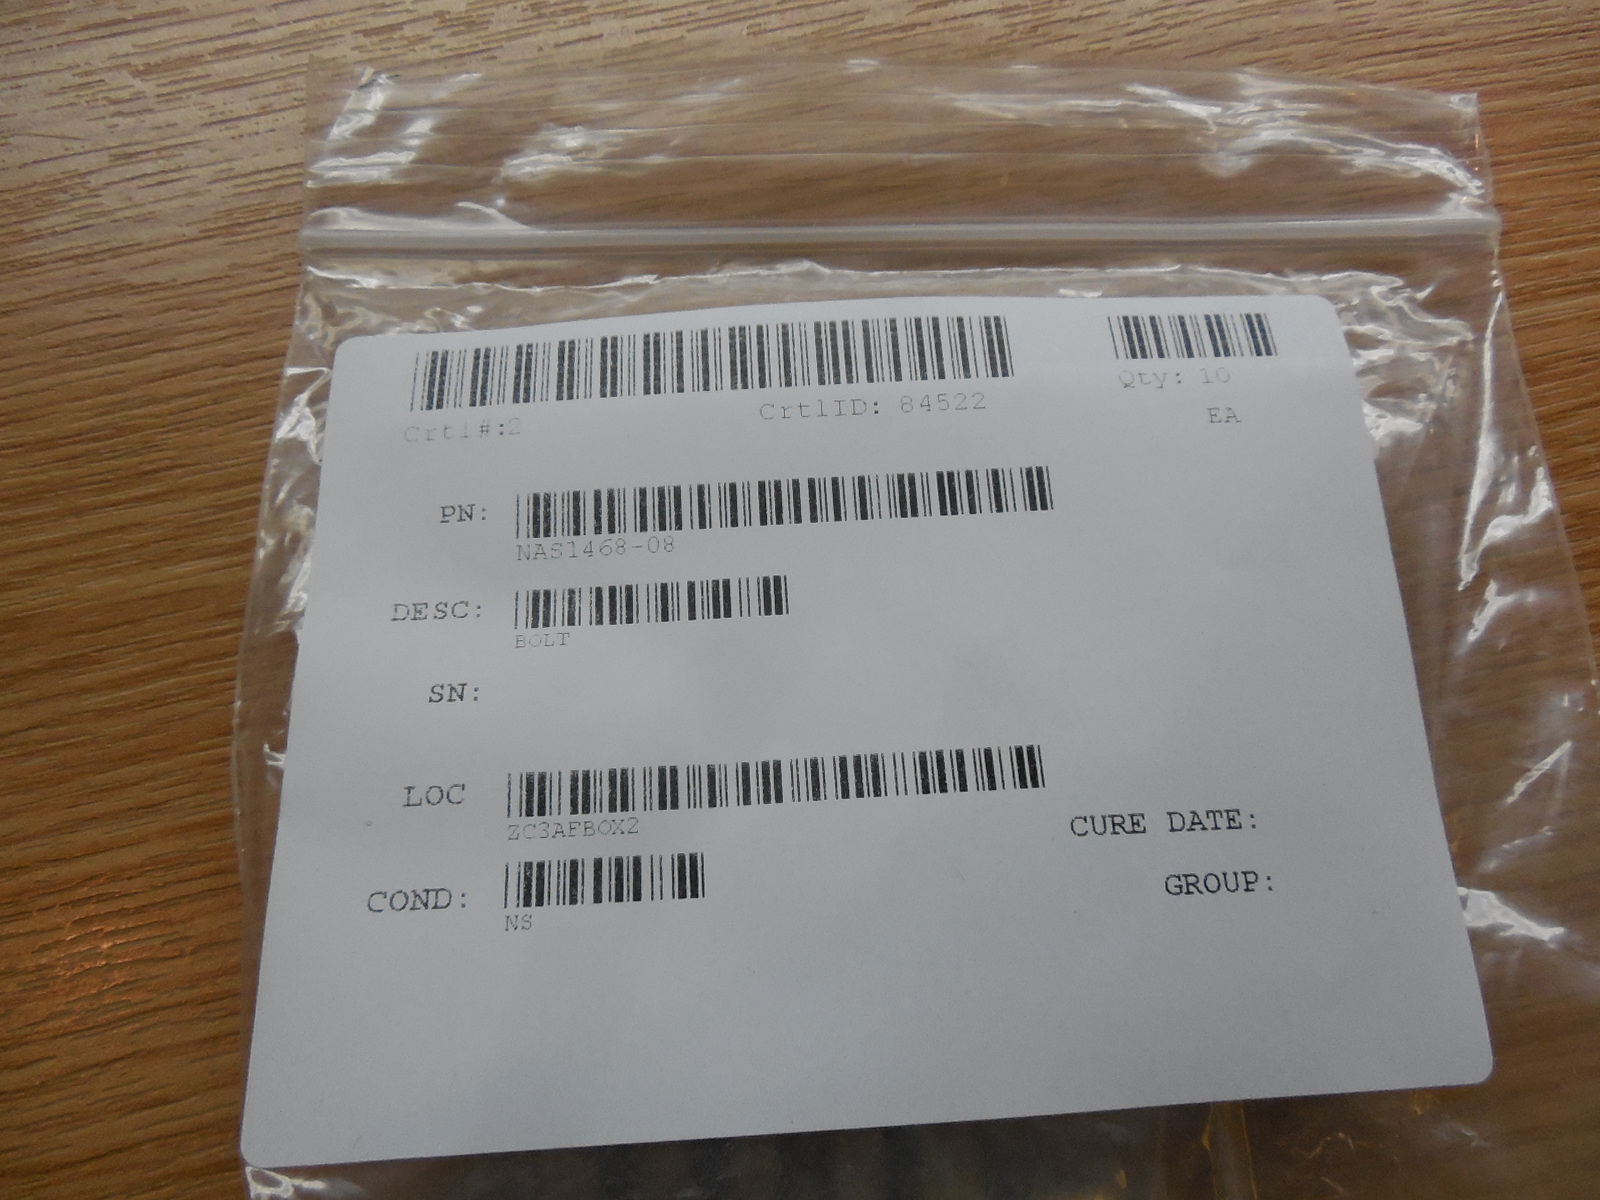 Crtl#:2 CrtlID: 84522 Qty: 10
EA
PN:
NAS1468-08
DESC:
BOLT
SN:
LOC
ZC3AFBOX2
CURE DATE:
COND:
NS
GROUP: